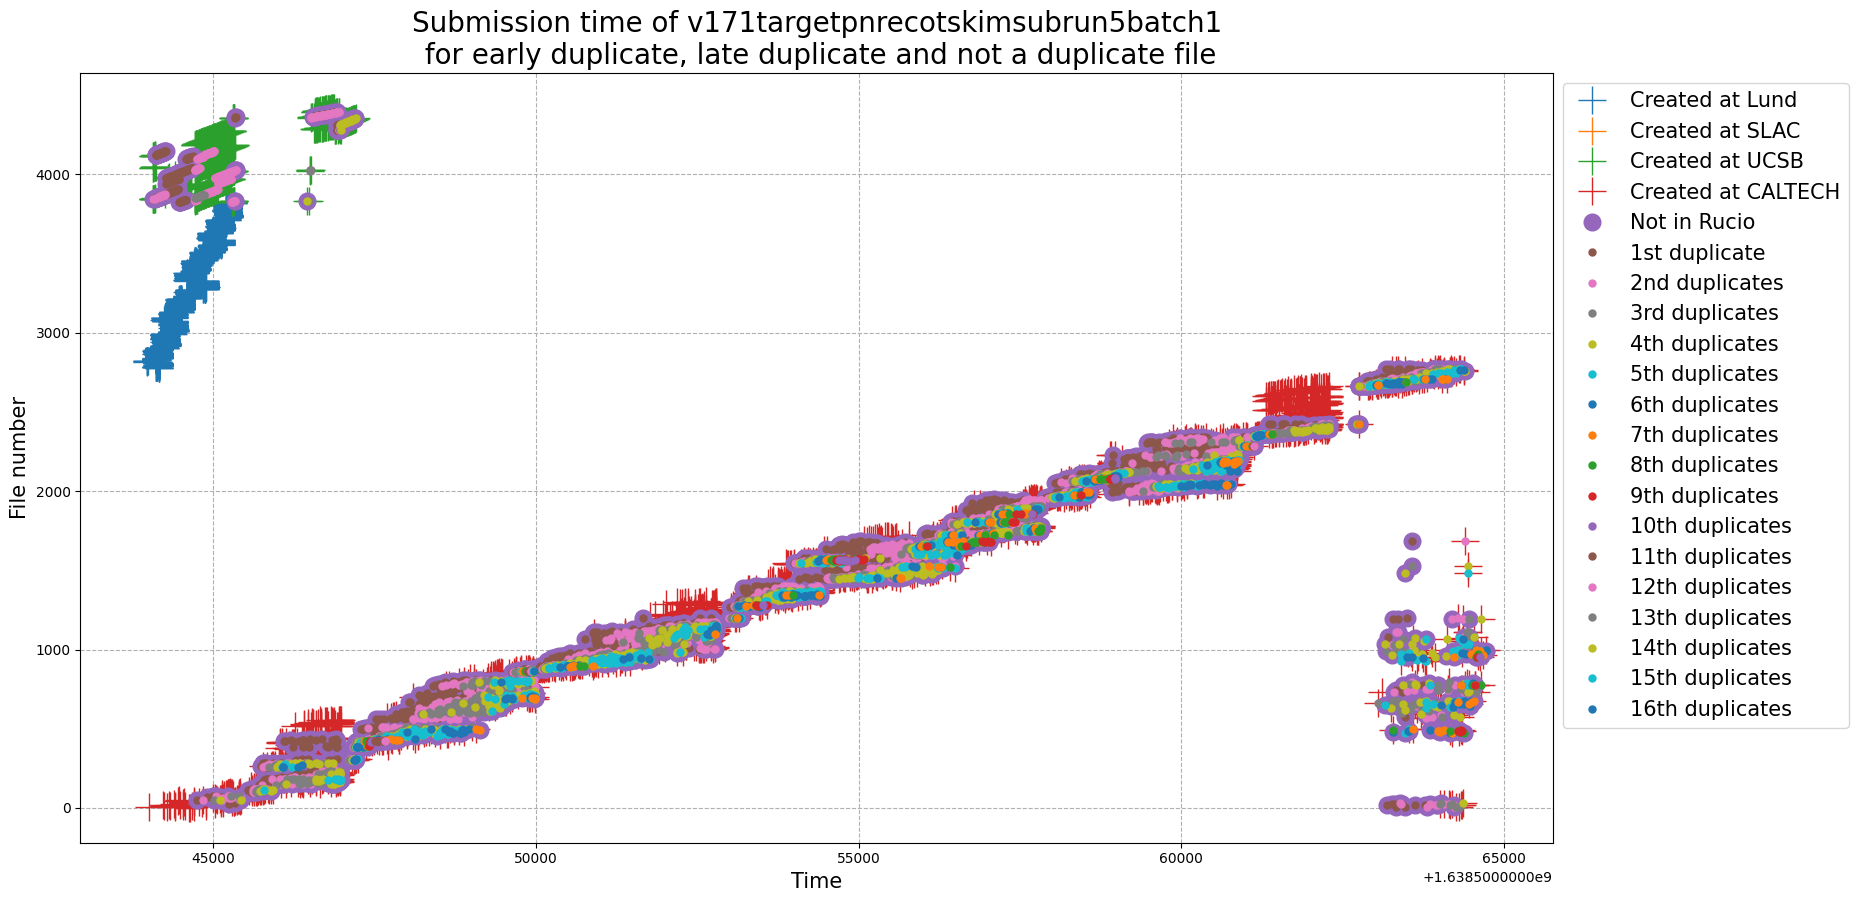 Submission time of v171targetpnrecotskimsubrun5batch1
for early duplicate, late duplicate and not a duplicate file
File number
4000
3000
2000
1000
0
45000
50000
55000
60000
65000
+1.6385000000e9
Time
Created at Lund
Created at SLAC
Created at UCSB
Created at CALTECH
Not in Rucio
1st duplicate
2nd duplicates
3rd duplicates
4th duplicates
5th duplicates
6th duplicates
7th duplicates
8th duplicates
9th duplicates
10th duplicates
11th duplicates
12th duplicates
13th duplicates
14th duplicates
15th duplicates
16th duplicates